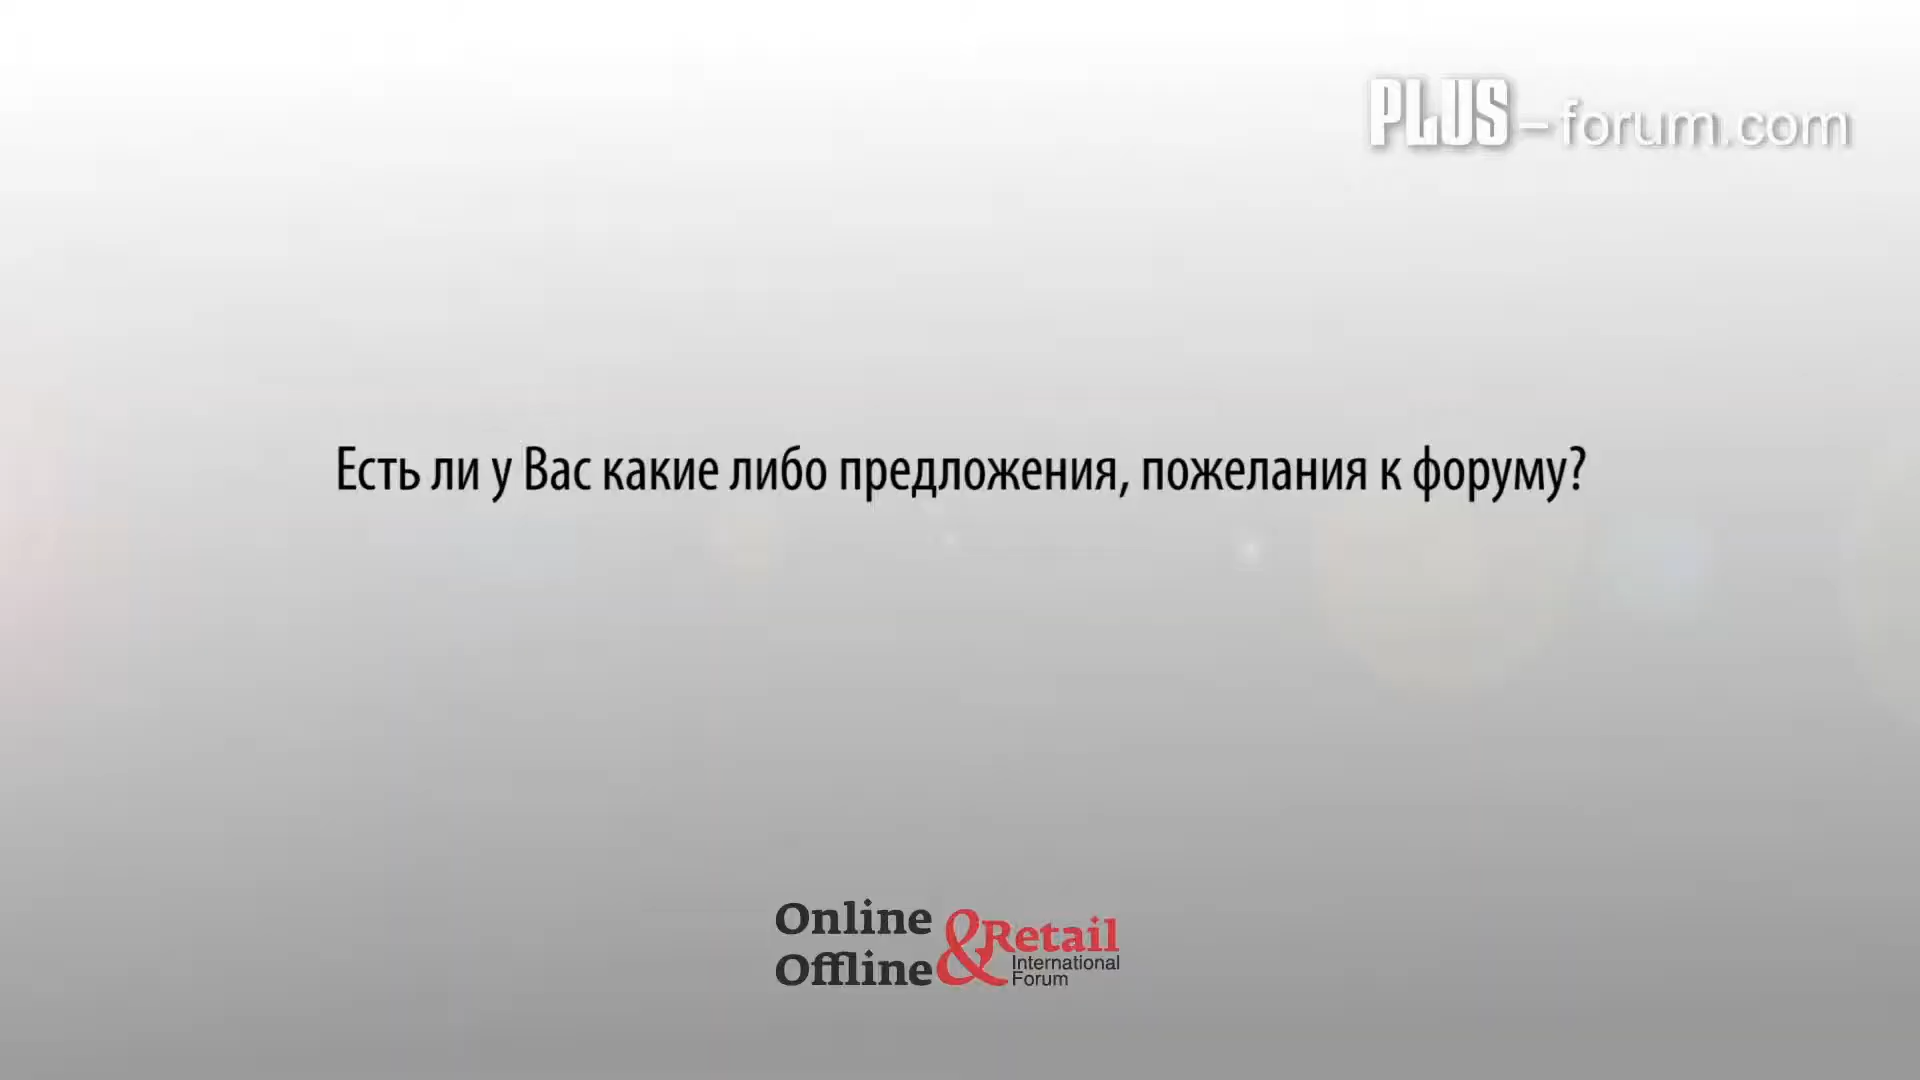 PLUS-forum.com
Есть ли у Вас какие либо предложения, пожелания к форуму?
Online
Offline
&Retail
International
Forum